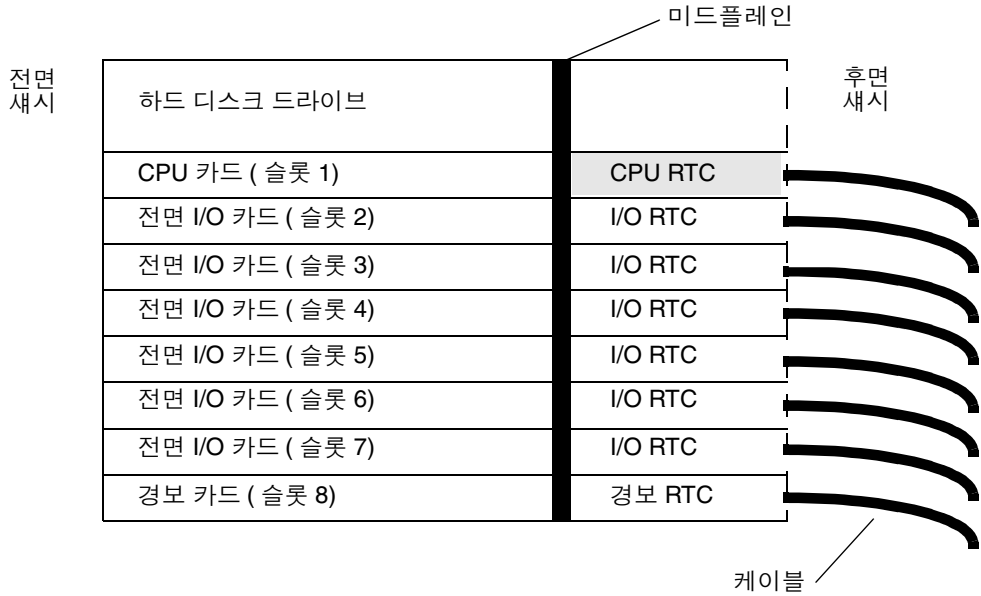 미드플레인
전면
섀시
후면
섀시
하드 디스크 드라이브
CPU 카드 ( 슬롯 1) CPU RTC
전면 I/O 카드 ( 슬롯 2) I/O RTC
전면 I/O 카드 ( 슬롯 3) I/O RTC
전면 I/O 카드 ( 슬롯 4) I/O RTC
전면 I/O 카드 ( 슬롯 5) I/O RTC
전면 I/O 카드 ( 슬롯 6) I/O RTC
전면 I/O 카드 ( 슬롯 7) I/O RTC
경보 카드 ( 슬롯 8) 경보 RTC
케이블